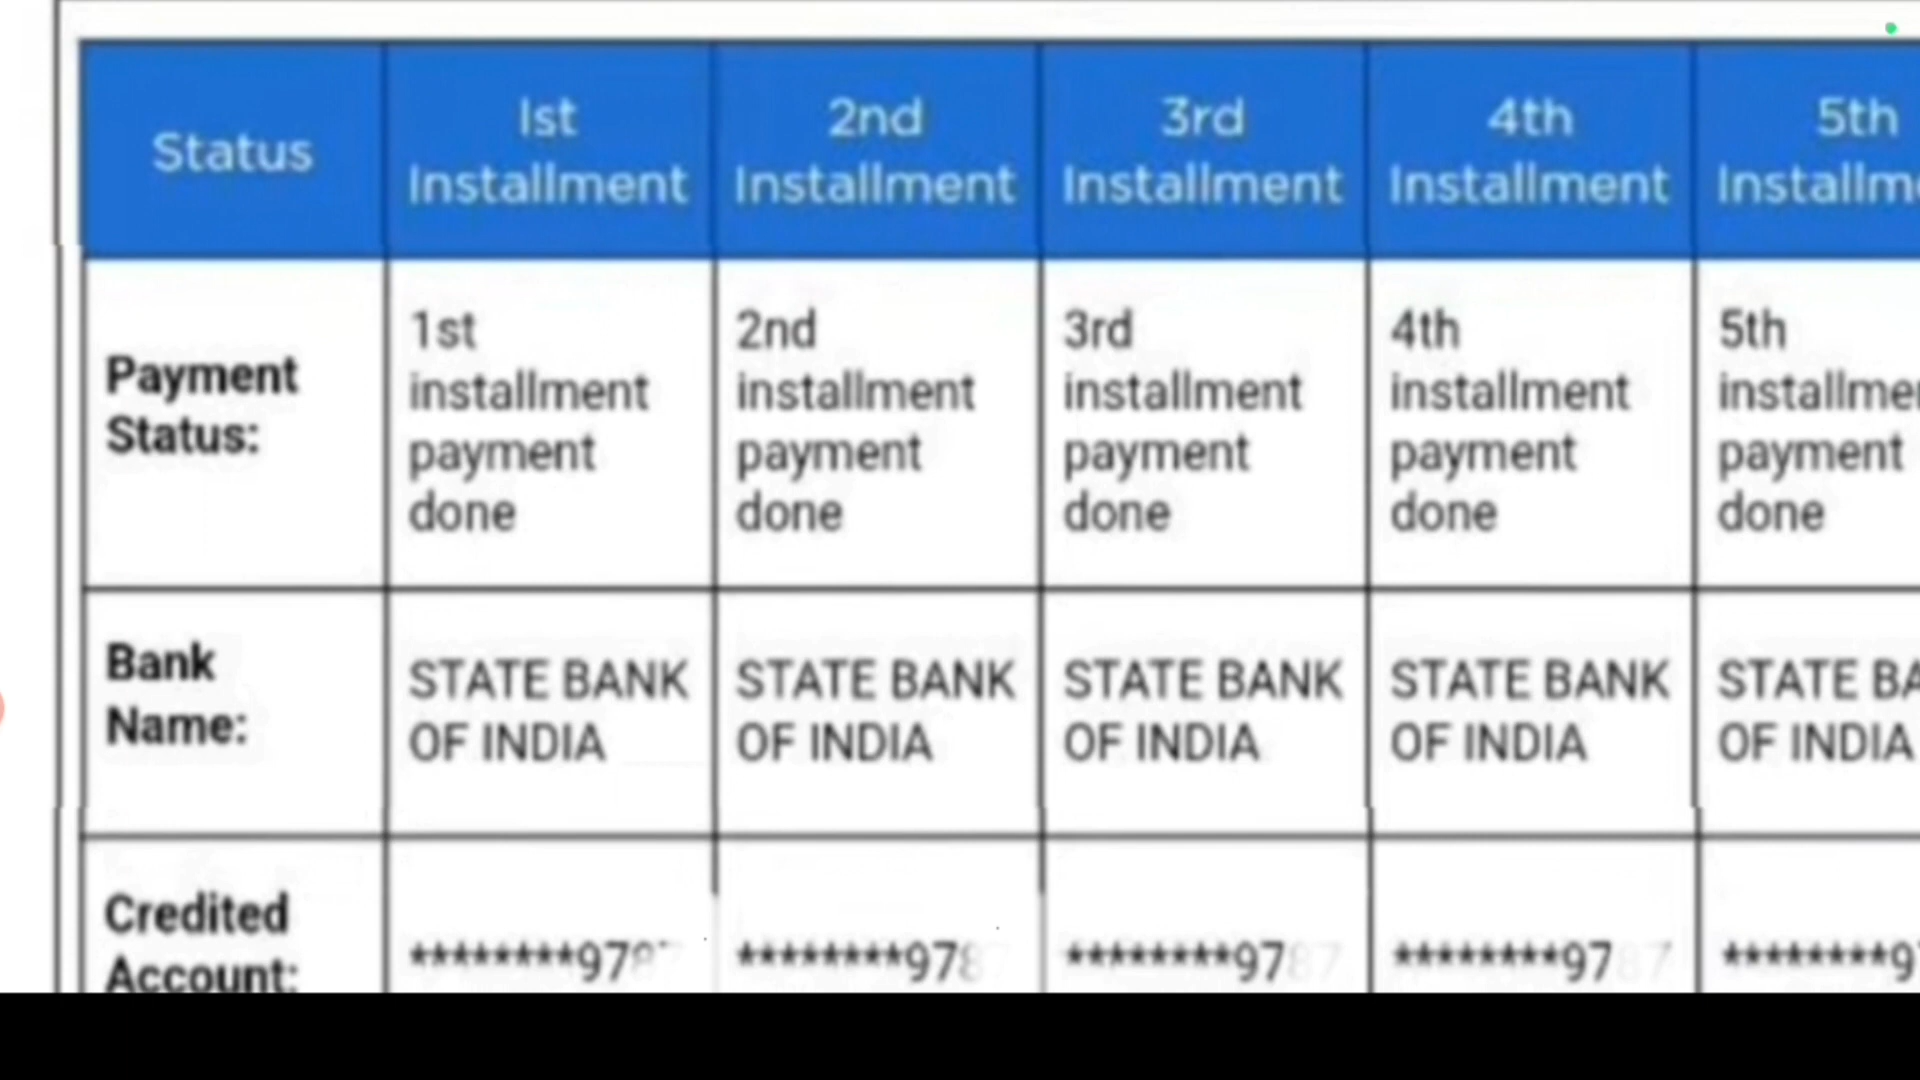 Status
1st Installment
2nd Installment
3rd Installment
4th Installment
5th
Payment Status:
1st installment payment done
2nd installment payment done
3rd installment payment done
4th installment payment done
5th payment done
Bank Name:
STATE BANK OF INDIA
STATE BANK OF INDIA
STATE BANK OF INDIA
STATE BANK OF INDIA
STATE BA
OF INDIA
Credited Account:
********97
********978
********97
********97
********9